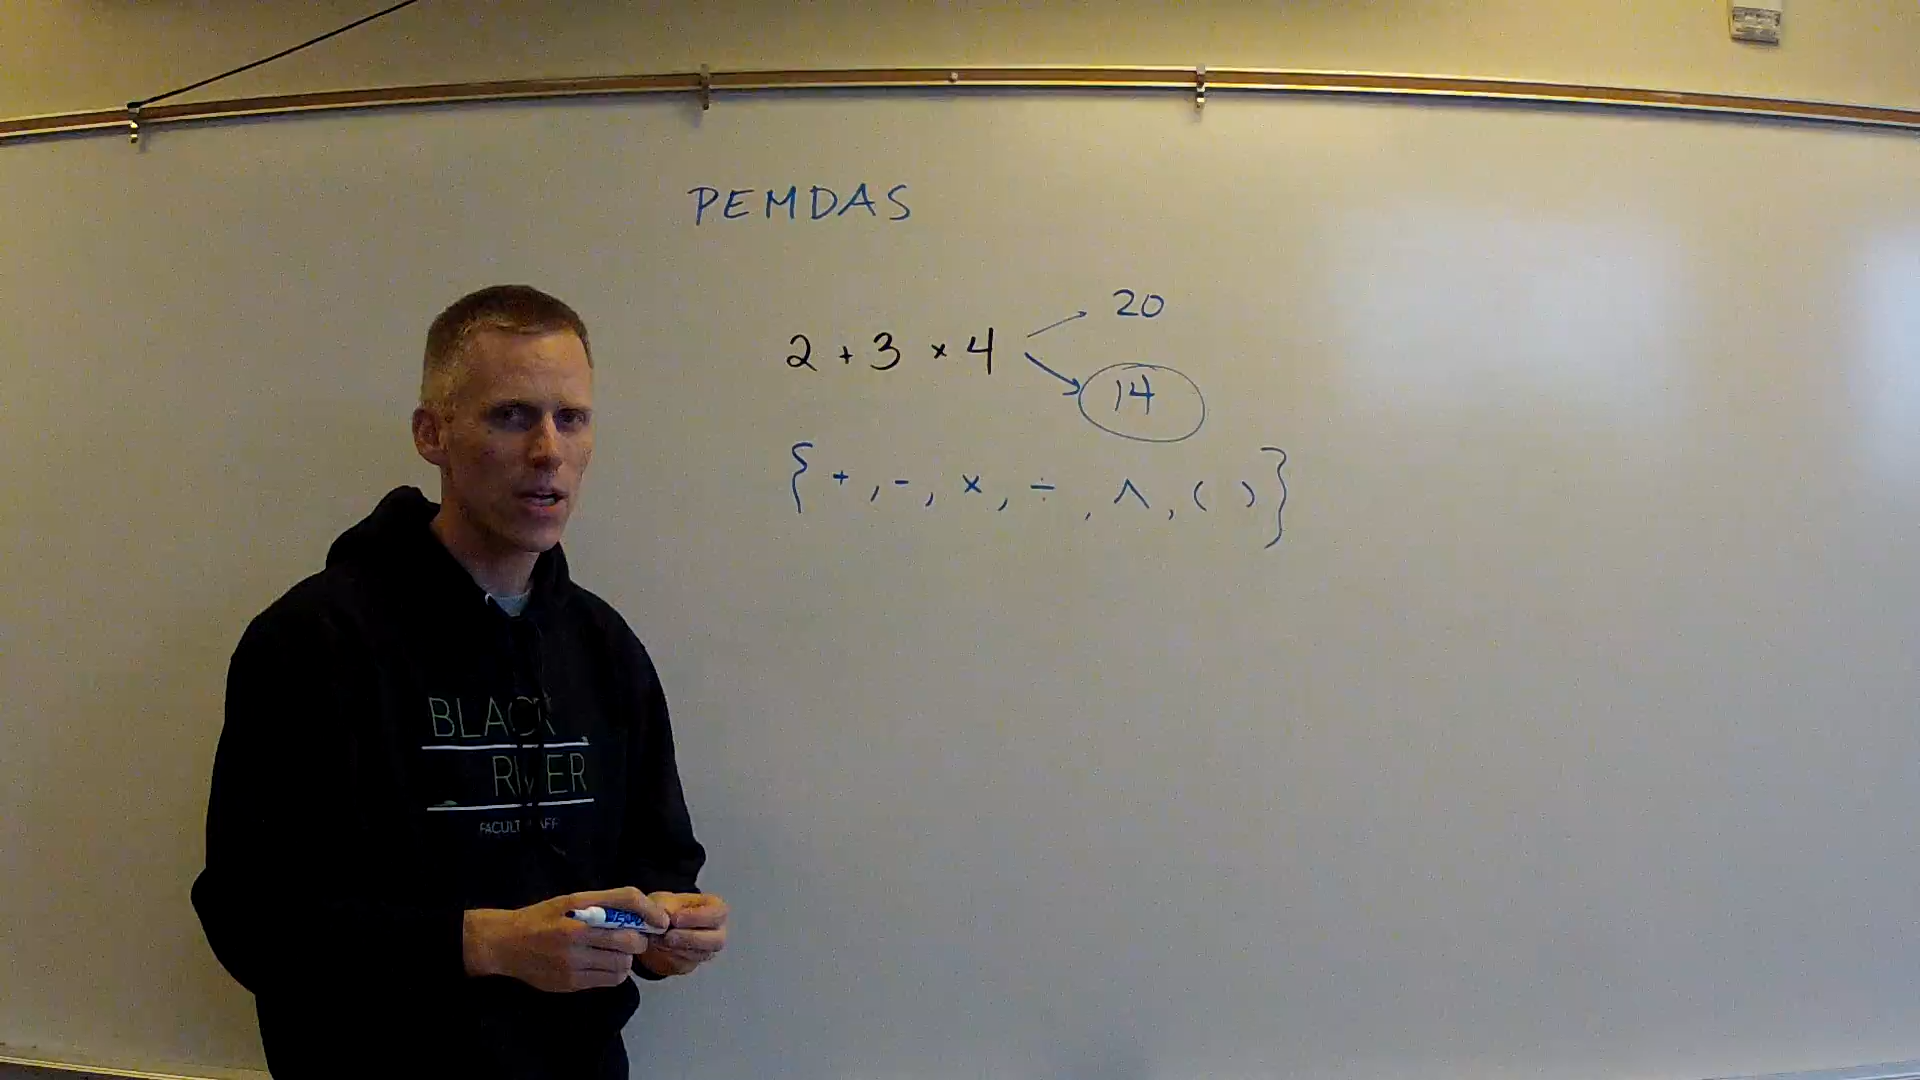 PEMDAS
20
2 + 3 × 4
14
{ + , - , × , ÷ , ^ , ( ) }
BLACK
RIVER